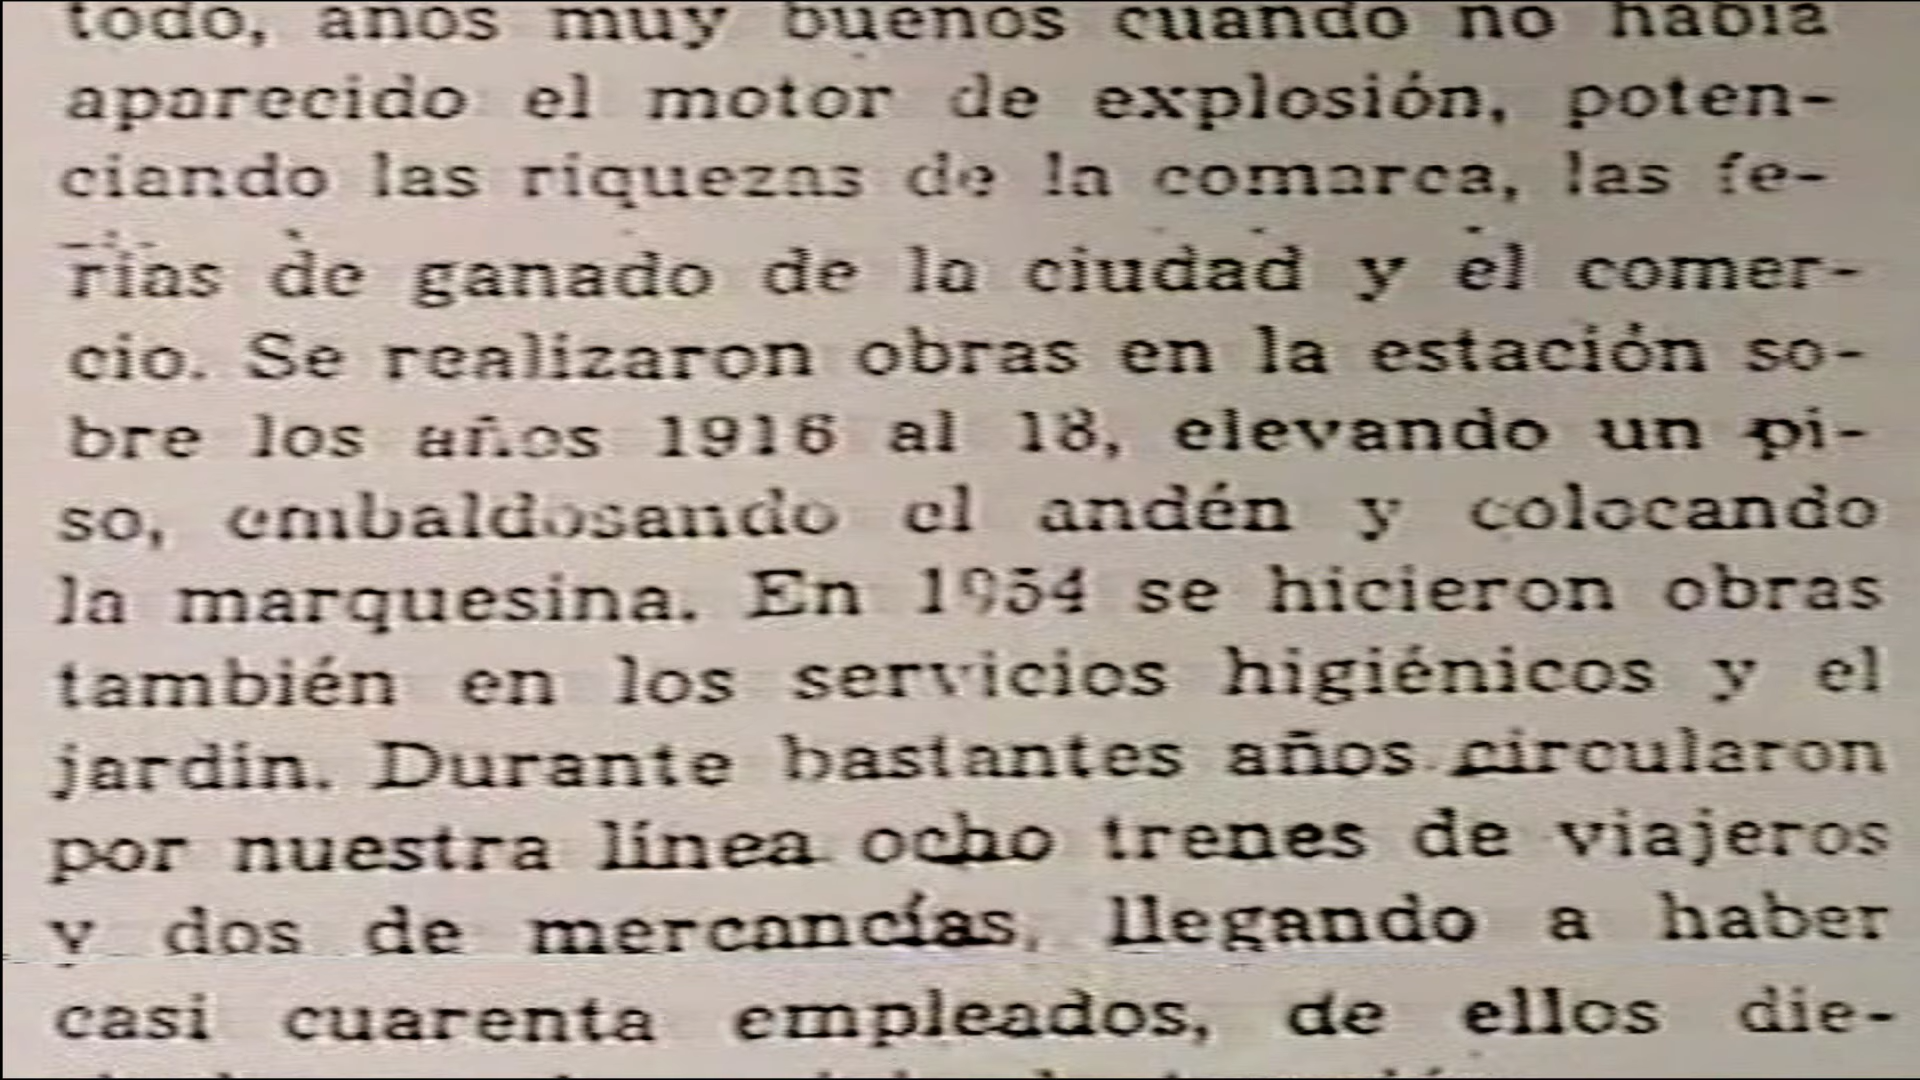 todo, años muy buenos cuando no había
aparecido el motor de explosión, poten-
ciando las riquezas de la comarca, las fe-
rias de ganado de la ciudad y el comer-
cio. Se realizaron obras en la estación so-
bre los años 1916 al 18, elevando un pi-
so, embaldosando el andén y colocando
la marquesina. En 1954 se hicieron obras
también en los servicios higiénicos y el
jardín. Durante bastantes años circularon
por nuestra línea ocho trenes de viajeros
y dos de mercancías, llegando a haber
casi cuarenta empleados, de ellos die-